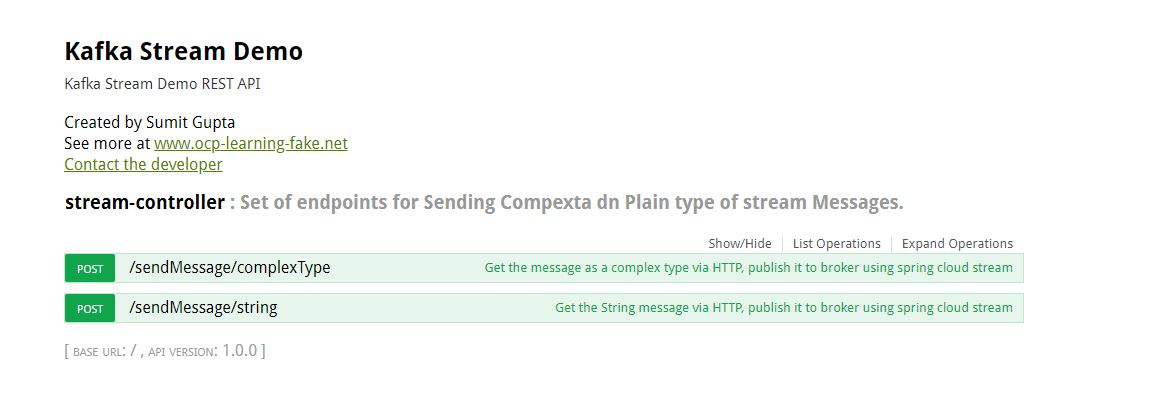 Kafka Stream Demo
Kafka Stream Demo REST API
Created by Sumit Gupta
See more at www.ocp-learning-fake.net
Contact the developer
stream-controller : Set of endpoints for Sending Compexta dn Plain type of stream Messages.
Show/Hide | List Operations | Expand Operations
POST /sendMessage/complexType Get the message as a complex type via HTTP, publish it to broker using spring cloud stream
POST /sendMessage/string Get the String message via HTTP, publish it to broker using spring cloud stream
[ BASE URL: / , API VERSION: 1.0.0 ]